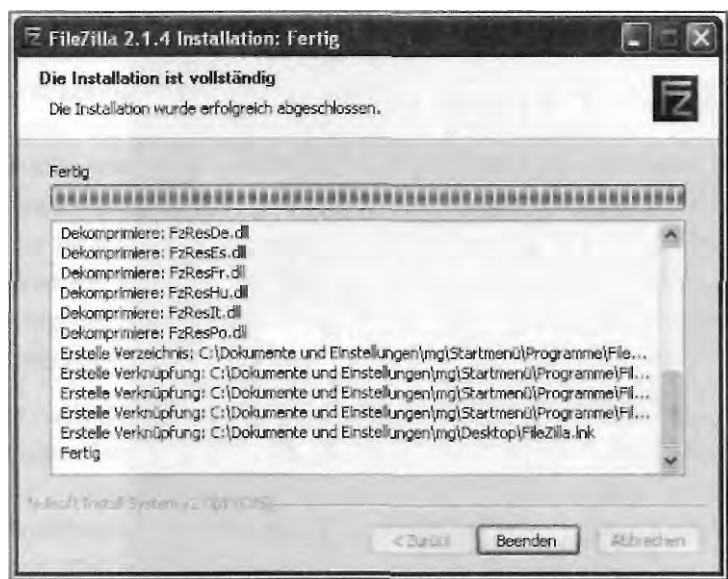 FileZilla 2.1.4 Installation: Fertig
Die Installation ist vollständig
Die Installation wurde erfolgreich abgeschlossen.
FZ
Fertig
Dekomprimiere: FzResDe.dll
Dekomprimiere: FzResEs.dll
Dekomprimiere: FzResFr.dll
Dekomprimiere: FzResHu.dll
Dekomprimiere: FzResIt.dll
Dekomprimiere: FzResPo.dll
Erstelle Verzeichnis: C:\Dokumente und Einstellungen\mg\Startmenü\Programme\File...
Erstelle Verknüpfung: C:\Dokumente und Einstellungen\mg\Startmenü\Programme\Fil...
Erstelle Verknüpfung: C:\Dokumente und Einstellungen\mg\Startmenü\Programme\Fil...
Erstelle Verknüpfung: C:\Dokumente und Einstellungen\mg\Startmenü\Programme\Fil...
Erstelle Verknüpfung: C:\Dokumente und Einstellungen\mg\Desktop\FileZilla.lnk
Fertig
Nullsoft Install System
< Zurück Beenden Abbrechen